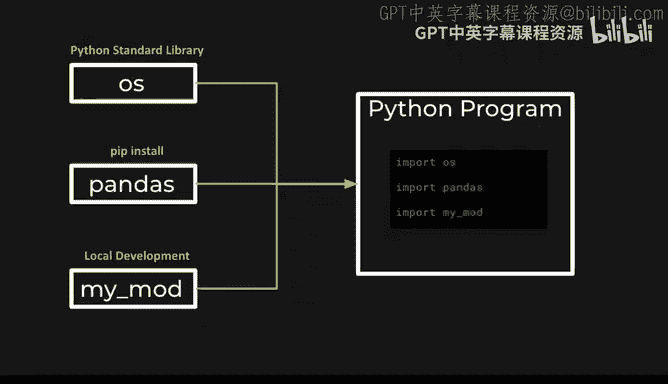 GPT中英字幕课程资源@bilibili.com
GPT中英字幕课程资源 bilibili
Python Standard Library
os
pip install
pandas
Local Development
my_mod
Python Program
import os
import pandas
import my_mod